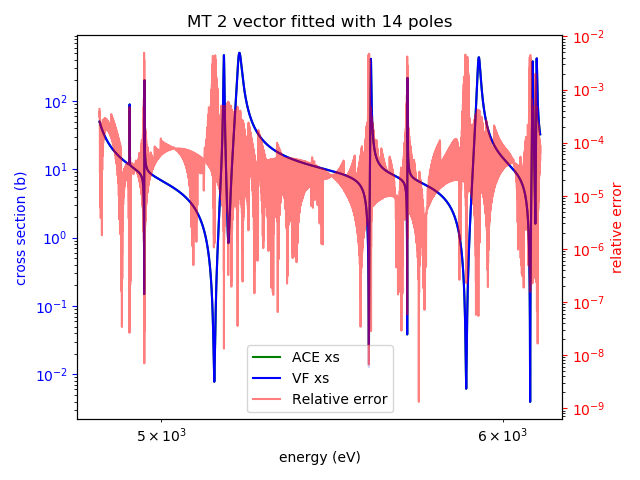 MT 2 vector fitted with 14 poles
cross section (b)
10²
10¹
10⁰
10⁻¹
10⁻²
10⁻²
10⁻³
10⁻⁴
10⁻⁵
10⁻⁶
10⁻⁷
10⁻⁸
10⁻⁹
relative error
ACE xs
VF xs
Relative error
5 × 10³
6 × 10³
energy (eV)